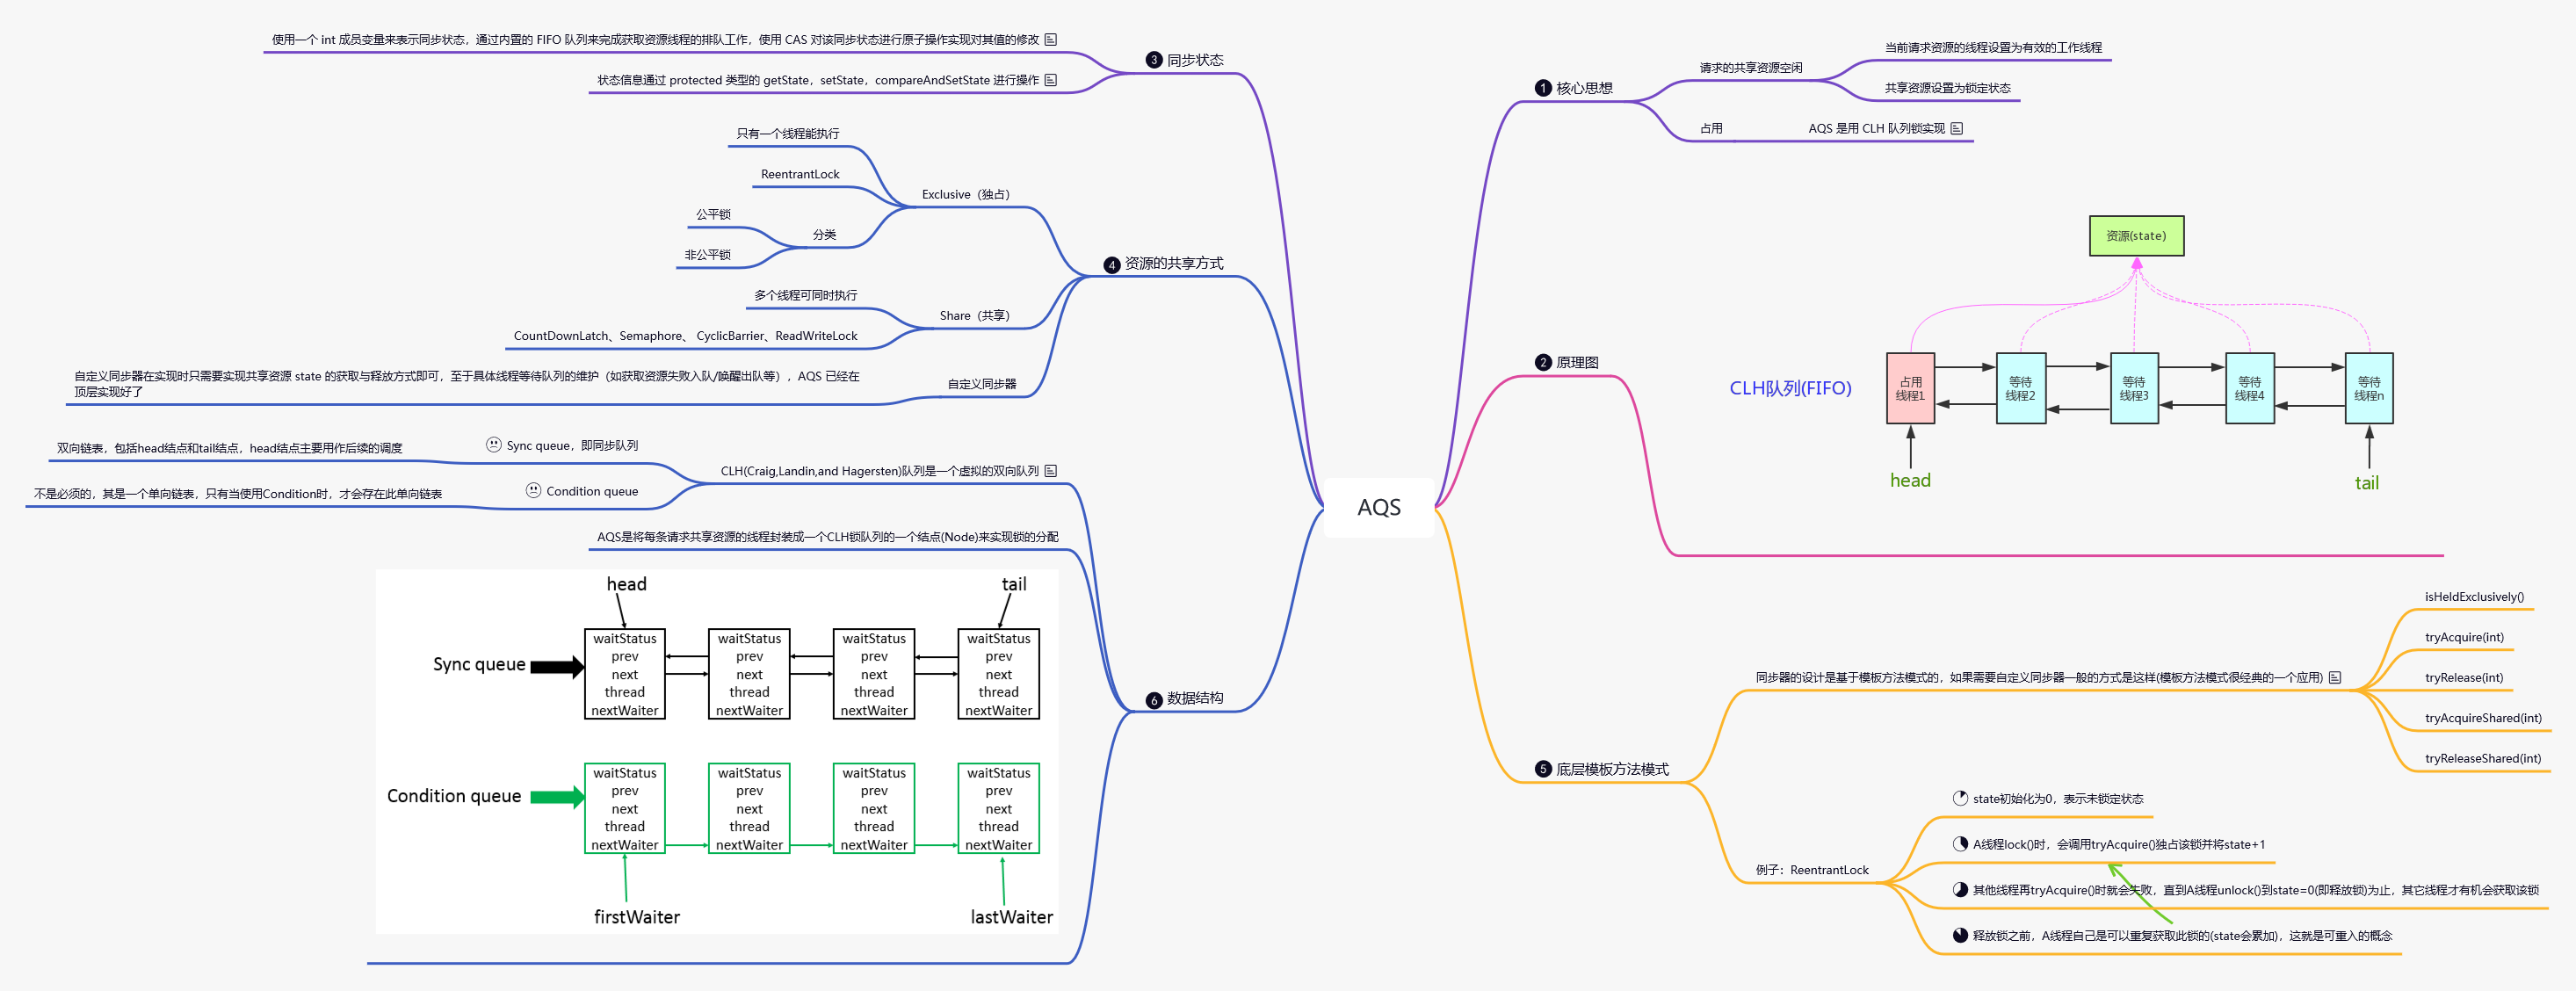 AQS
1 核心思想
请求的共享资源空闲
当前请求资源的线程设置为有效的工作线程
共享资源设置为锁定状态
占用
AQS 是用 CLH 队列锁实现
2 原理图
资源(state)
CLH队列(FIFO)
占用
线程1
等待
线程2
等待
线程3
等待
线程4
等待
线程n
head
tail
3 同步状态
使用一个 int 成员变量来表示同步状态，通过内置的 FIFO 队列来完成获取资源线程的排队工作，使用 CAS 对该同步状态进行原子操作实现对其值的修改
状态信息通过 protected 类型的 getState，setState，compareAndSetState 进行操作
4 资源的共享方式
Exclusive（独占）
只有一个线程能执行
ReentrantLock
分类
公平锁
非公平锁
Share（共享）
多个线程可同时执行
CountDownLatch、Semaphore、 CyclicBarrier、ReadWriteLock
自定义同步器
自定义同步器在实现时只需要实现共享资源 state 的获取与释放方式即可，至于具体线程等待队列的维护（如获取资源失败入队/唤醒出队等），AQS 已经在
顶层实现好了
5 底层模板方法模式
同步器的设计是基于模板方法模式的，如果需要自定义同步器一般的方式是这样(模板方法模式很经典的一个应用)
isHeldExclusively()
tryAcquire(int)
tryRelease(int)
tryAcquireShared(int)
tryReleaseShared(int)
例子：ReentrantLock
state初始化为0，表示未锁定状态
A线程lock()时，会调用tryAcquire()独占该锁并将state+1
其他线程再tryAcquire()时就会失败，直到A线程unlock()到state=0(即释放锁)为止，其它线程才有机会获取该锁
释放锁之前，A线程自己是可以重复获取此锁的(state会累加)，这就是可重入的概念
6 数据结构
CLH(Craig,Landin,and Hagersten)队列是一个虚拟的双向队列
Sync queue，即同步队列
双向链表，包括head结点和tail结点，head结点主要用作后续的调度
Condition queue
不是必须的，其是一个单向链表，只有当使用Condition时，才会存在此单向链表
AQS是将每条请求共享资源的线程封装成一个CLH锁队列的一个结点(Node)来实现锁的分配
head
tail
Sync queue
waitStatus
prev
next
thread
nextWaiter
waitStatus
prev
next
thread
nextWaiter
waitStatus
prev
next
thread
nextWaiter
waitStatus
prev
next
thread
nextWaiter
Condition queue
waitStatus
prev
next
thread
nextWaiter
waitStatus
prev
next
thread
nextWaiter
waitStatus
prev
next
thread
nextWaiter
waitStatus
prev
next
thread
nextWaiter
firstWaiter
lastWaiter